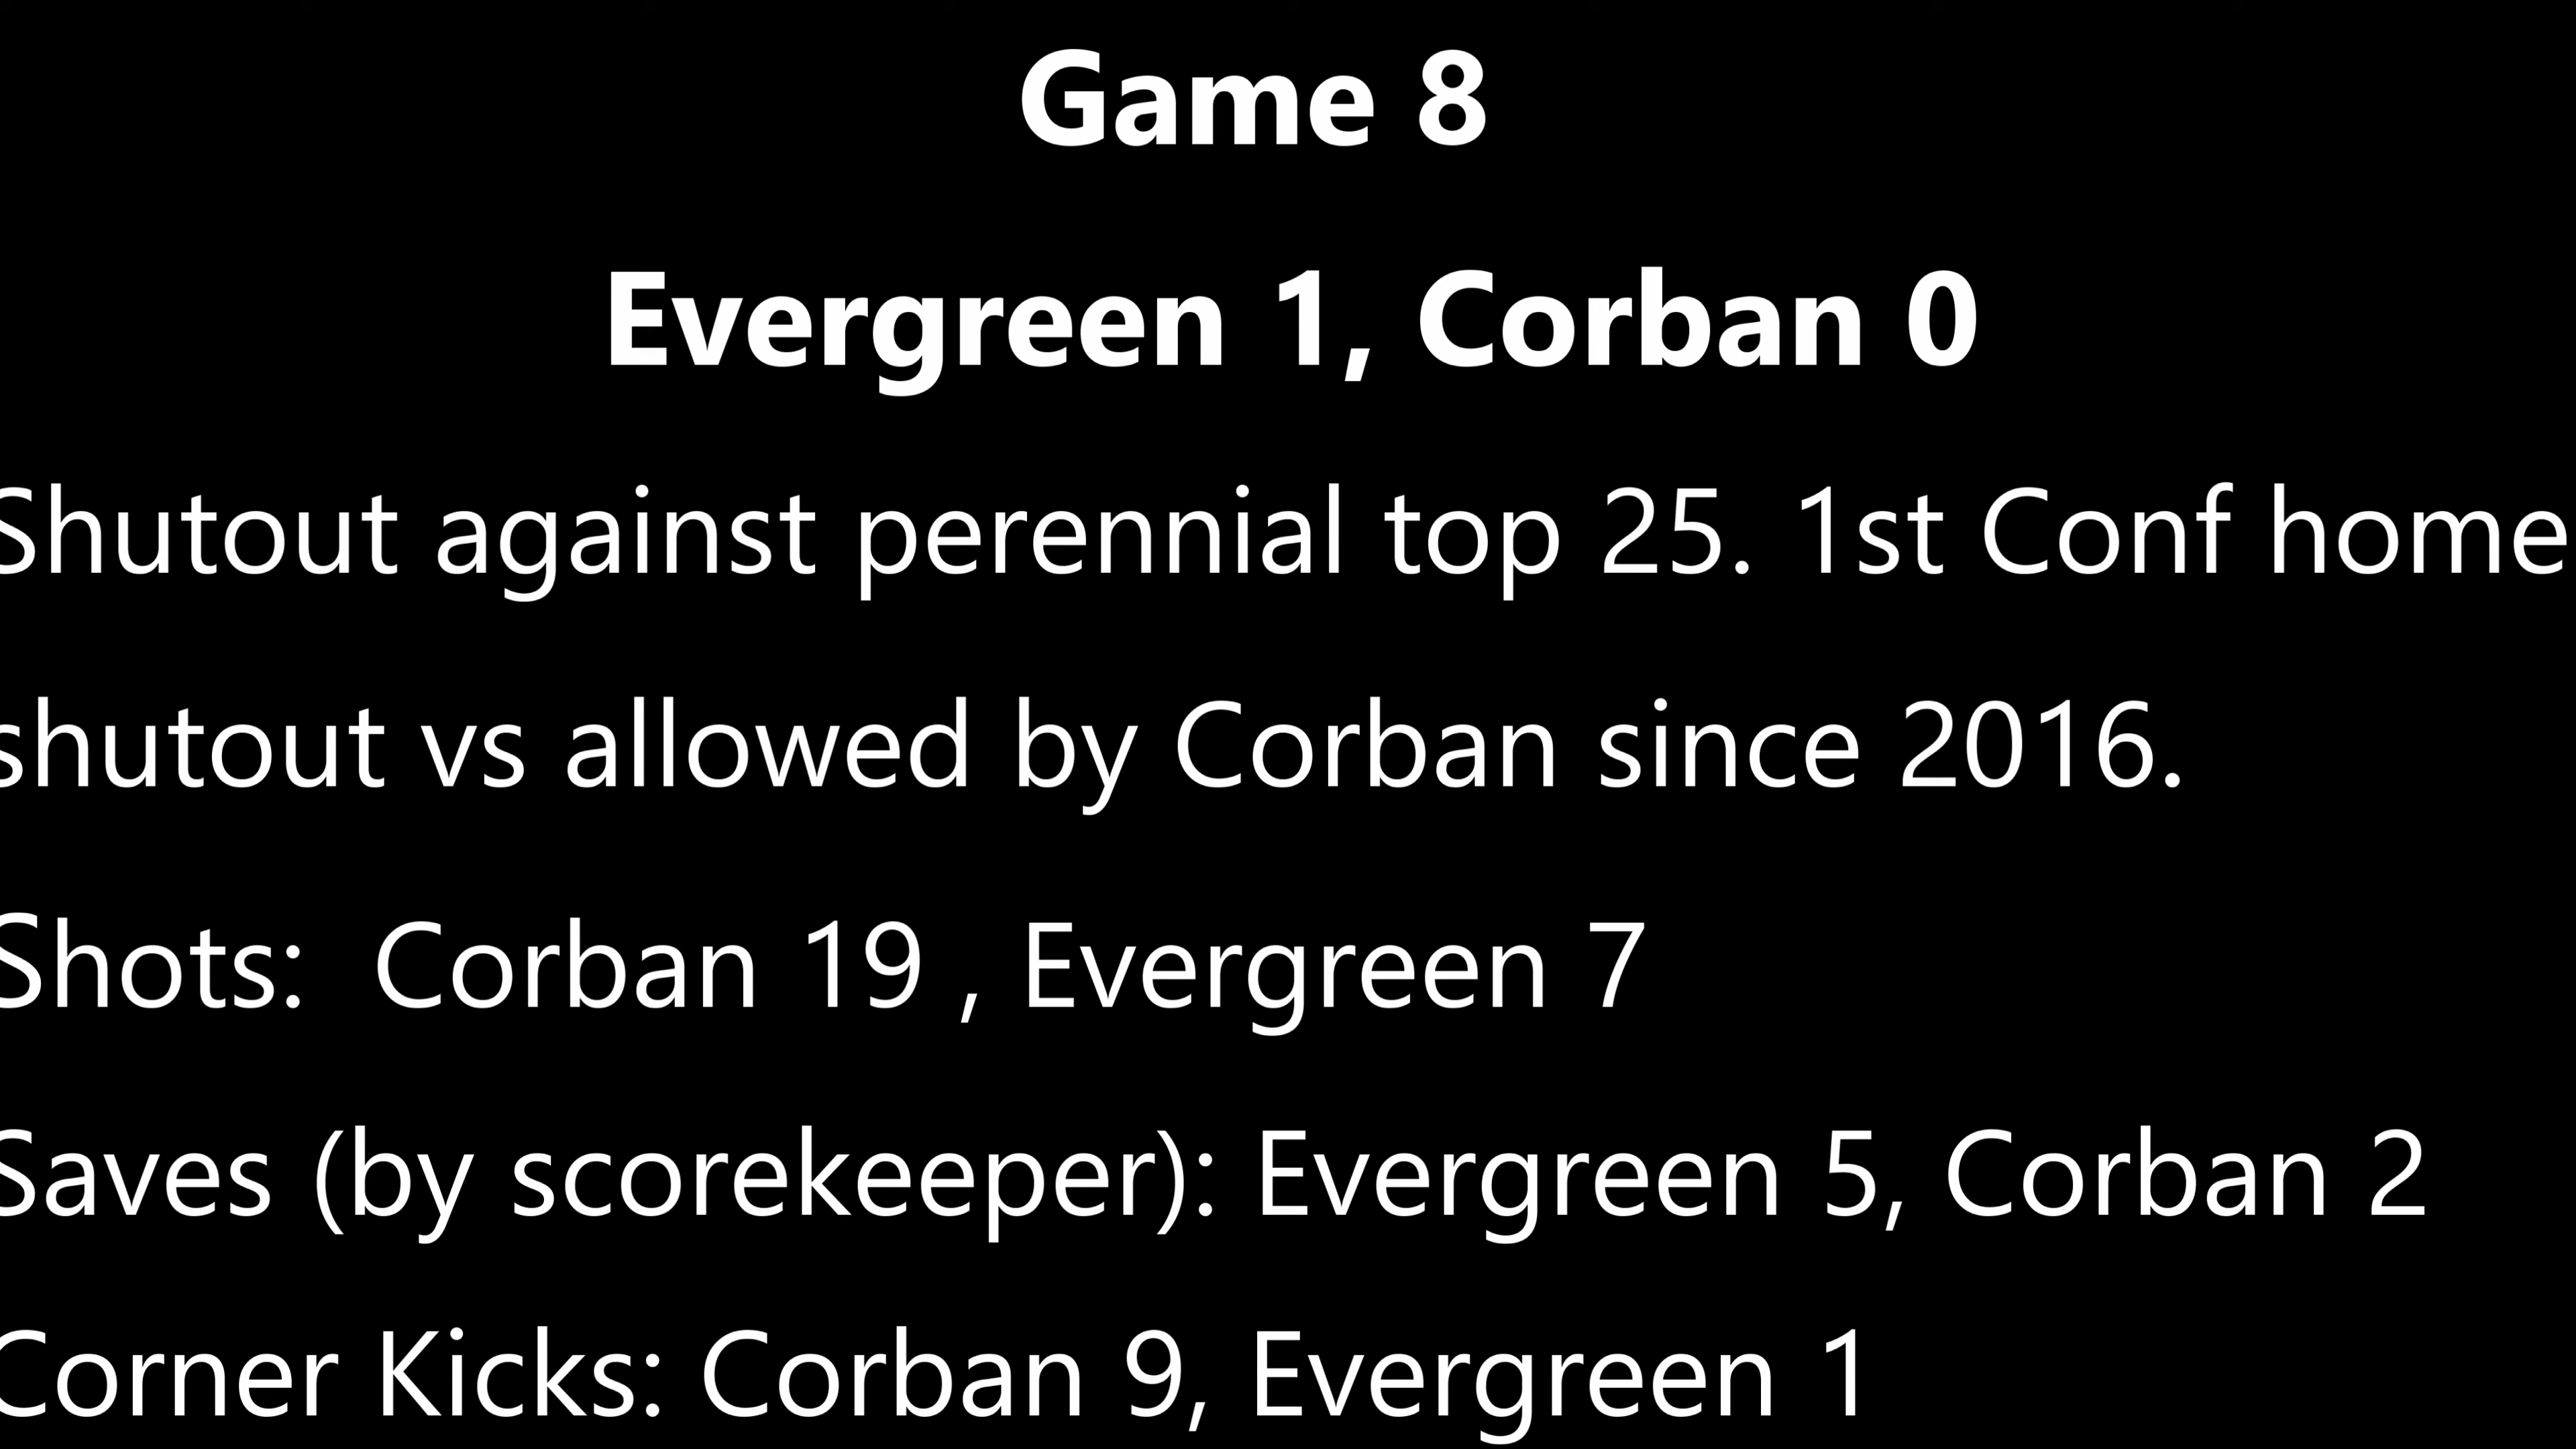 Game 8
Evergreen 1, Corban 0
Shutout against perennial top 25. 1st Conf home
shutout vs allowed by Corban since 2016.
Shots:  Corban 19 , Evergreen 7
Saves (by scorekeeper): Evergreen 5, Corban 2
Corner Kicks: Corban 9, Evergreen 1